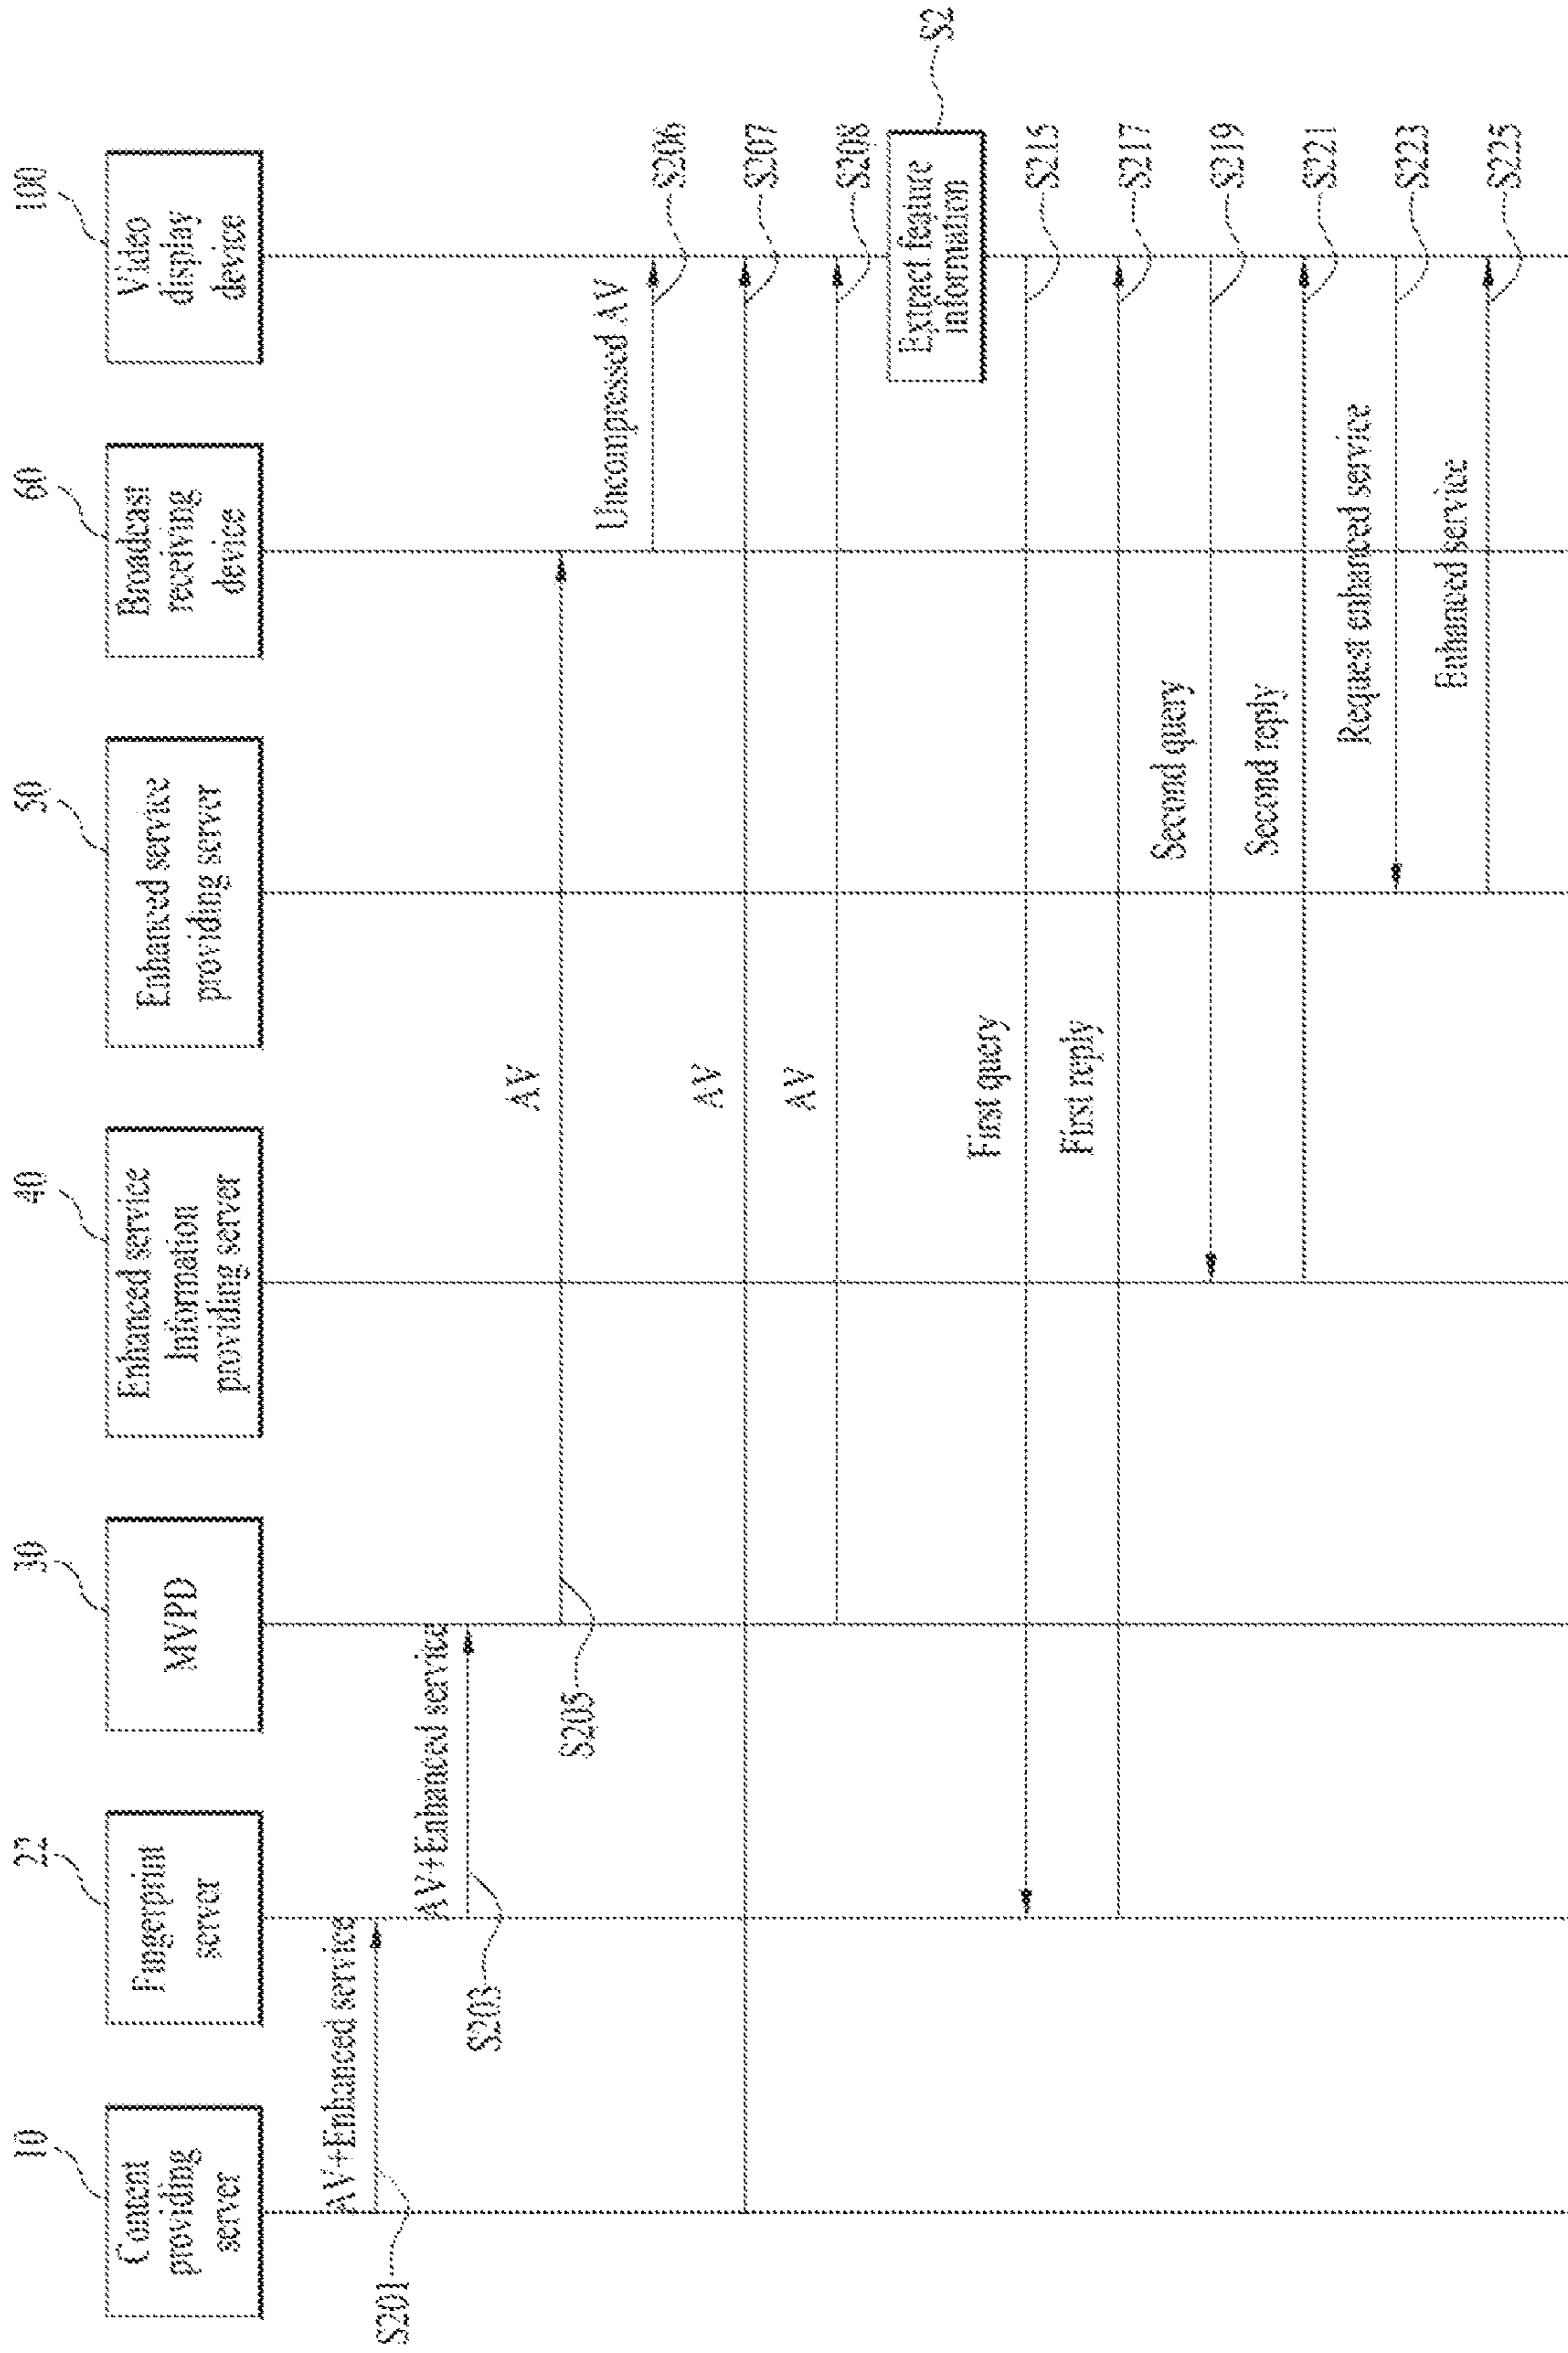 10
Content
providing
server
22
Fingerprint
server
30
MVPD
40
Enhanced service
Information
providing server
50
Enhanced service
providing server
60
Broadcast
receiving
device
100
Video
display
device
AV+Enhanced service
S201
AV+Enhanced service
S203
AV
S205
Uncompressed AV
S206
AV
S207
AV
S208
Extract feature
information
S2
First query
S215
First reply
S217
Second query
S219
Second reply
S221
Request enhanced service
S223
Enhanced service
S225